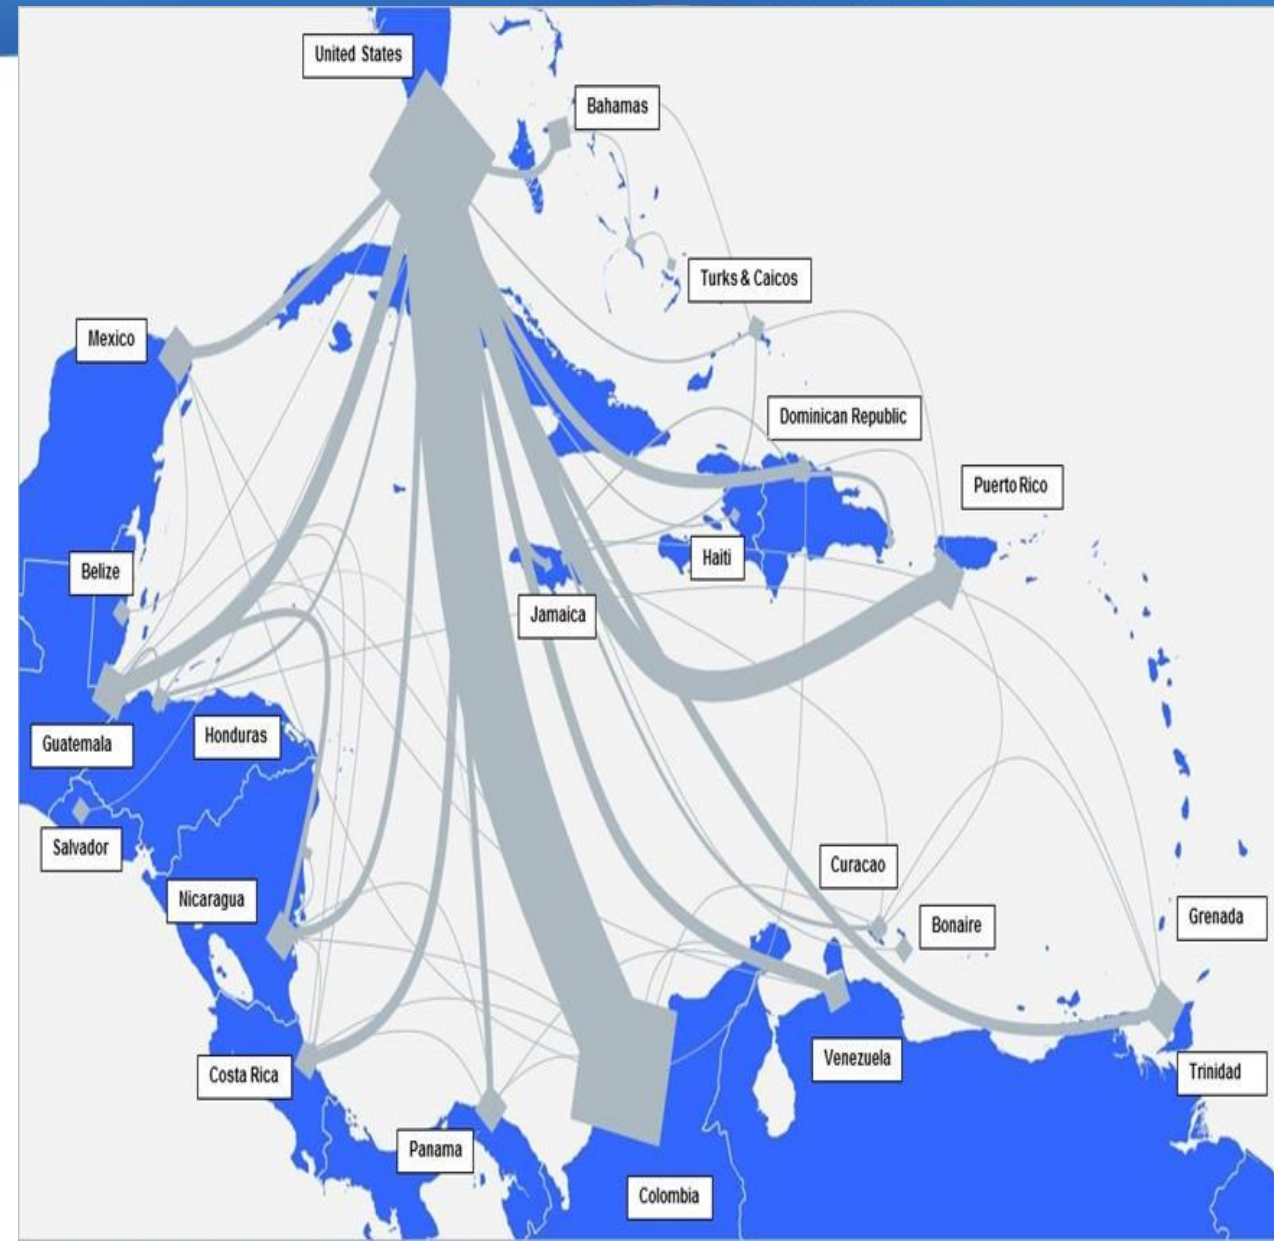 United States
Bahamas
Turks & Caicos
Mexico
Dominican Republic
Puerto Rico
Haiti
Belize
Jamaica
Honduras
Guatemala
Salvador
Curacao
Nicaragua
Grenada
Bonaire
Venezuela
Costa Rica
Trinidad
Panama
Colombia